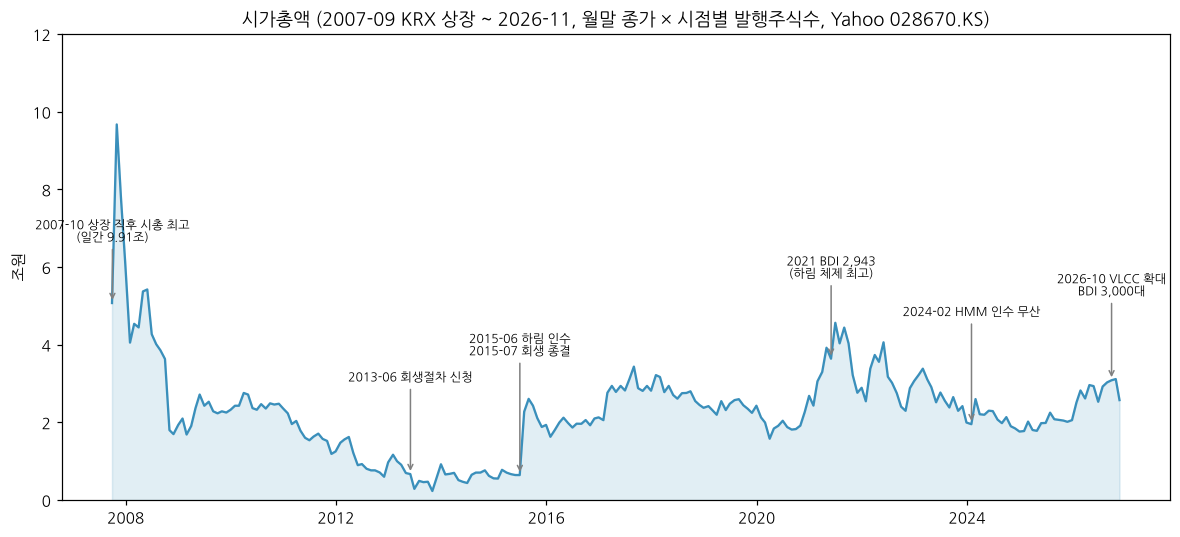 시가총액 (2007-09 KRX 상장 ~ 2026-11, 월말 종가 × 시점별 발행주식수, Yahoo 028670.KS)
조원
12
10
8
6
4
2
0
2007-10 상장 직후 시총 최고
(일간 9.91조)
2013-06 회생절차 신청
2015-06 하림 인수
2015-07 회생 종결
2021 BDI 2,943
(하림 체제 최고)
2024-02 HMM 인수 무산
2026-10 VLCC 확대
BDI 3,000대
2008
2012
2016
2020
2024